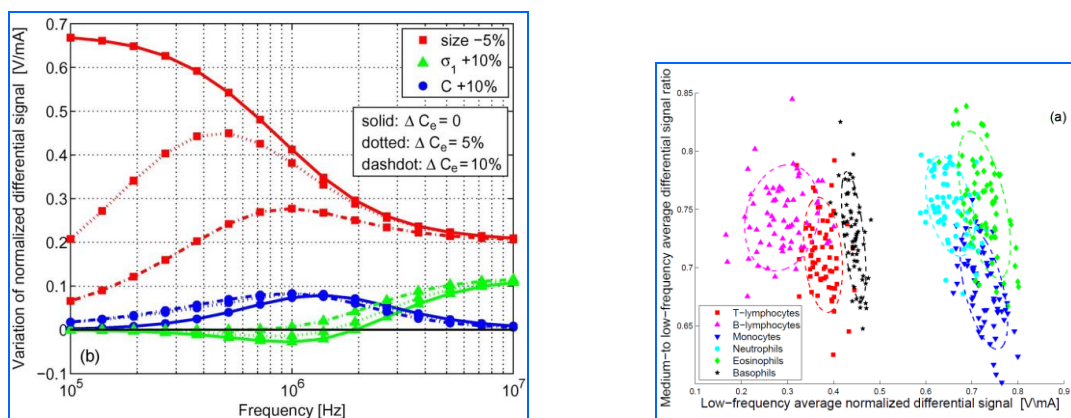 Variation of normalized differential signal [V/mA]
0.7
0.6
0.5
0.4
0.3
0.2
0.1
0
−0.1
size −5%
σ1 +10%
C +10%
solid: Δ Ce = 0
dotted: Δ Ce = 5%
dashdot: Δ Ce = 10%
(b)
10^5
10^6
10^7
Frequency [Hz]
Medium-to low-frequency average differential signal ratio
0.85
0.8
0.75
0.7
0.65
(a)
T−lymphocytes
B−lymphocytes
Monocytes
Neutrophils
Eosinophils
Basophils
0.1 0.2 0.3 0.4 0.5 0.6 0.7 0.8 0.9
Low-frequency average normalized differential signal [V\mA]